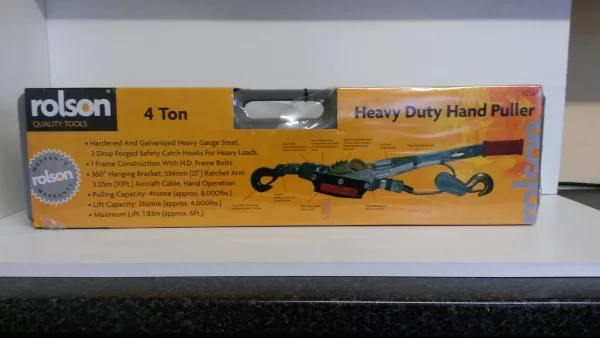 rolson®
QUALITY TOOLS
4 Ton
Heavy Duty Hand Puller
• Hardened And Galvanized Heavy Gauge Steel,
2 Drop Forged Safety Catch Hooks For Heavy Loads
• 1 Frame Construction With H.D. Frame Bolts
• 360° Hanging Bracket, 534mm (21") Ratchet Arm
3.05m (10Ft.) Aircraft Cable, Hand Operation
• Pulling Capacity: 4tonne (approx. 8,000lbs.)
• Lift Capacity: 2tonne (approx. 4,000lbs.)
• Maximum Lift: 1.83m (approx. 6Ft.)
rolson
rolson
rolson